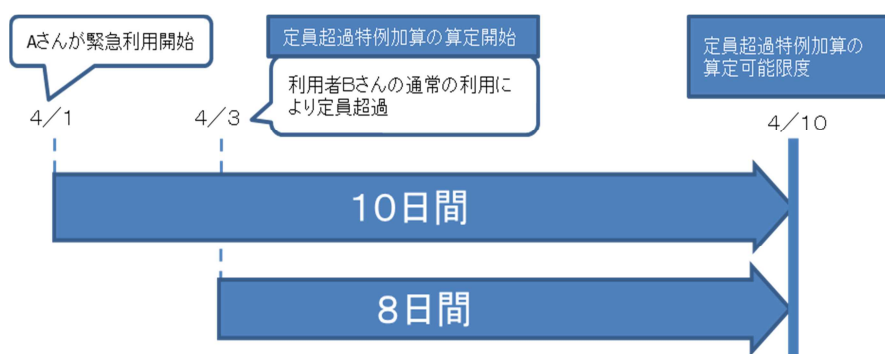 Aさんが緊急利用開始
定員超過特例加算の算定開始
利用者Bさんの通常の利用に
より定員超過
定員超過特例加算の
算定可能限度
4/1
4/3
4/10
10日間
8日間